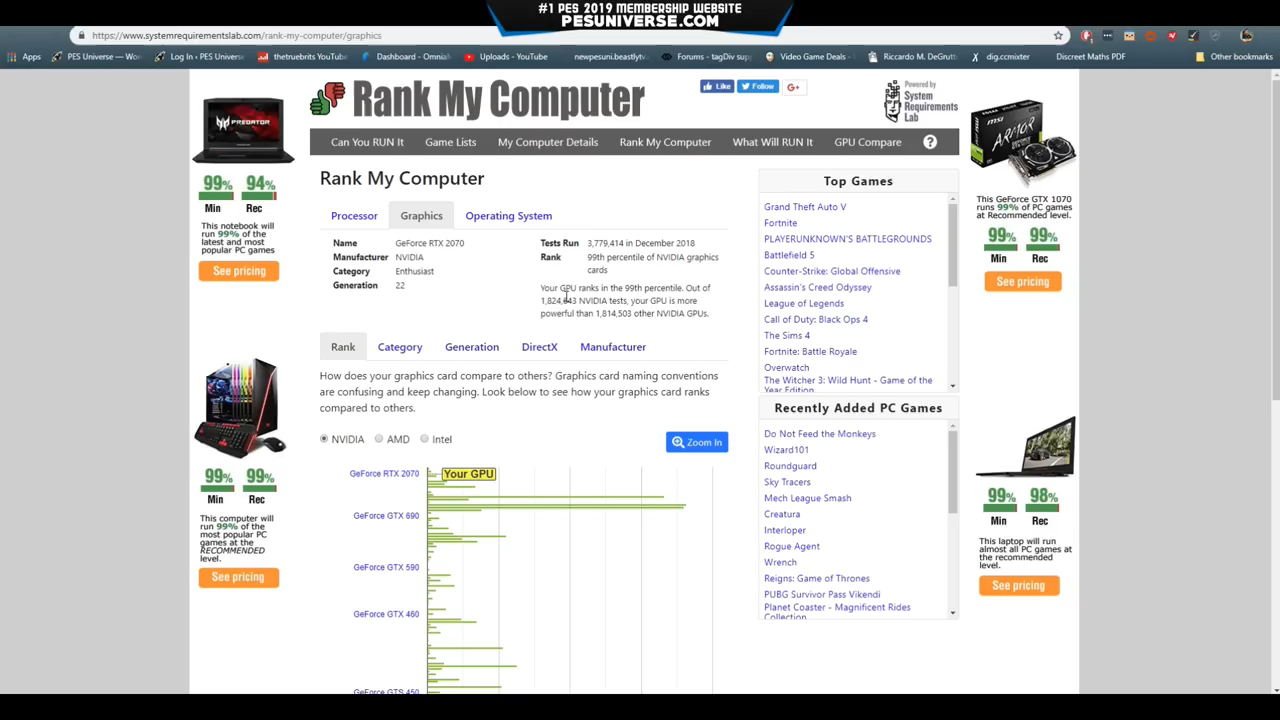 #1 PES 2019 MEMBERSHIP WEBSITE
PESUNIVERSE.COM
https://www.systemrequirementslab.com/rank-my-computer/graphics
Apps
PES Universe — Wor
Log In ‹ PES Universe
thetruebrits YouTube
Dashboard - Omnia
Uploads - YouTube
newpesuni.beastlytv
Forums - tagDiv supp
Video Game Deals -
Riccardo M. DeGrutt
dig.ccmixter
Discreet Maths PDF
Other bookmarks
Rank My Computer
Like
Follow
G+
Powered by
System
Requirements
Lab
Can You RUN It
Game Lists
My Computer Details
Rank My Computer
What Will RUN It
GPU Compare
?
PREDATOR
99%
94%
Min
Rec
This notebook will
run 99% of the
latest and most
popular PC games
See pricing
99%
99%
Min
Rec
This computer will
run 99% of the
most popular PC
games at the
RECOMMENDED
level.
See pricing
Rank My Computer
Processor
Graphics
Operating System
Name GeForce RTX 2070
Manufacturer NVIDIA
Category Enthusiast
Generation 22
Tests Run 3,779,414 in December 2018
Rank 99th percentile of NVIDIA graphics
cards
Your GPU ranks in the 99th percentile. Out of
NVIDIA tests, your GPU is more
powerful than 1,814,503 other NVIDIA GPUs.
Rank
Category
Generation
DirectX
Manufacturer
How does your graphics card compare to others? Graphics card naming conventions
are confusing and keep changing. Look below to see how your graphics card ranks
compared to others.
NVIDIA
AMD
Intel
Zoom In
GeForce RTX 2070
Your GPU
GeForce GTX 690
GeForce GTX 590
GeForce GTX 460
GeForce GTS 450
Top Games
Grand Theft Auto V
Fortnite
PLAYERUNKNOWN'S BATTLEGROUNDS
Battlefield 5
Counter-Strike: Global Offensive
Assassin's Creed Odyssey
League of Legends
Call of Duty: Black Ops 4
The Sims 4
Fortnite: Battle Royale
Overwatch
The Witcher 3: Wild Hunt - Game of the
Year Edition
Recently Added PC Games
Do Not Feed the Monkeys
Wizard101
Roundguard
Sky Tracers
Mech League Smash
Creatura
Interloper
Rogue Agent
Wrench
Reigns: Game of Thrones
PUBG Survivor Pass Vikendi
Planet Coaster - Magnificent Rides
Collection
msi
ARMOR
This GeForce GTX 1070
runs 99% of PC games
at Recommended level.
99%
99%
Min
Rec
See pricing
99%
98%
Min
Rec
This laptop will run
almost all PC games at
the recommended
level.
See pricing